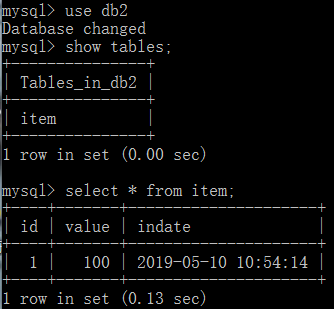 mysql> use db2
Database changed
mysql> show tables;
+---------------+
| Tables_in_db2 |
+---------------+
| item          |
+---------------+
1 row in set (0.00 sec)

mysql> select * from item;
+----+-------+---------------------+
| id | value | indate              |
+----+-------+---------------------+
|  1 |   100 | 2019-05-10 10:54:14 |
+----+-------+---------------------+
1 row in set (0.13 sec)